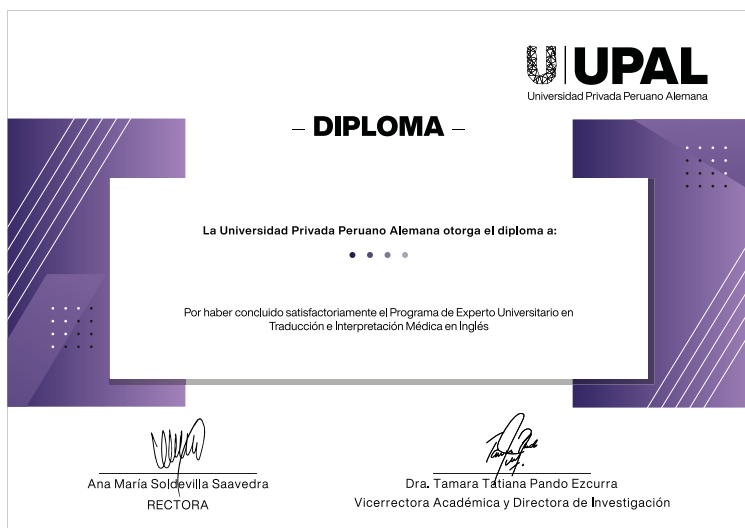 UPAL
Universidad Privada Peruano Alemana
– DIPLOMA –
La Universidad Privada Peruano Alemana otorga el diploma a:
Por haber concluido satisfactoriamente el Programa de Experto Universitario en
Traducción e Interpretación Médica en Inglés
Ana María Soldevilla Saavedra
RECTORA
Dra. Tamara Tatiana Pando Ezcurra
Vicerrectora Académica y Directora de Investigación